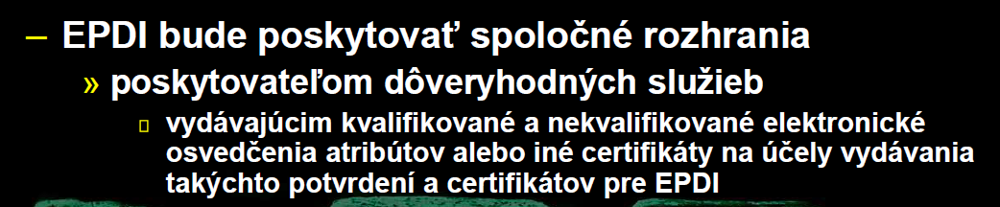 – EPDI bude poskytovať spoločné rozhrania
» poskytovateľom dôveryhodných služieb
▯ vydávajúcim kvalifikované a nekvalifikované elektronické
osvedčenia atribútov alebo iné certifikáty na účely vydávania
takýchto potvrdení a certifikátov pre EPDI